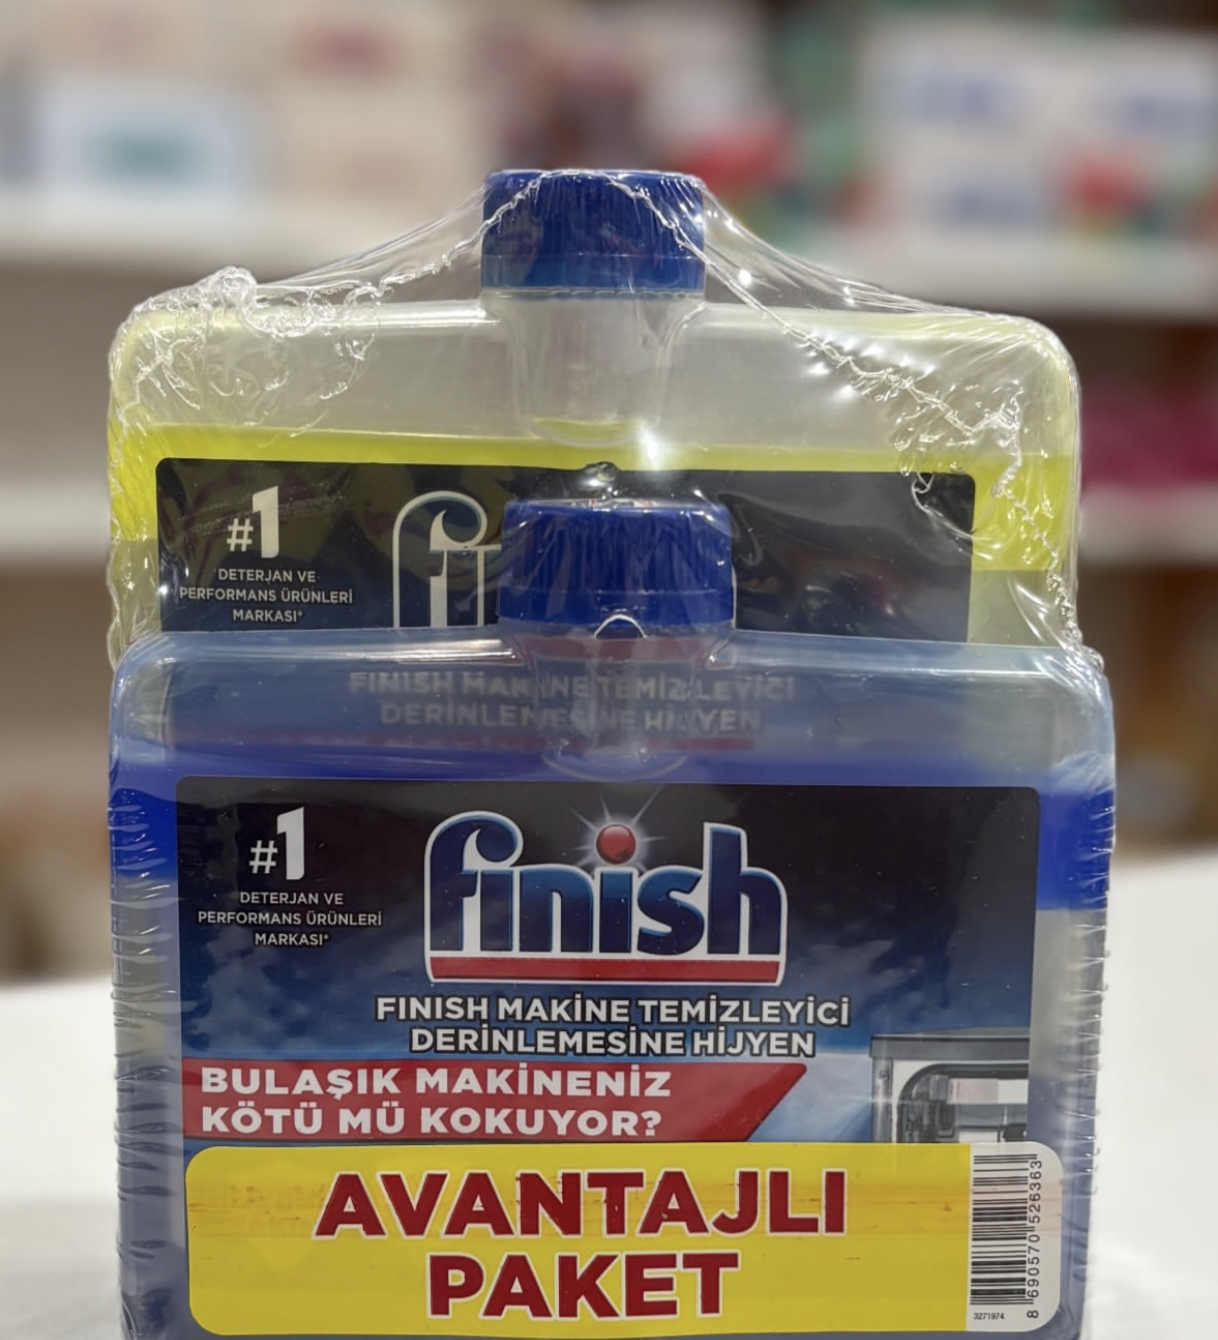 #1
DETERJAN VE
PERFORMANS ÜRÜNLERİ
MARKASI*
FINISH MAKİNE TEMİZLEYİCİ
DERİNLEMESİNE HİJYEN
#1
DETERJAN VE
PERFORMANS ÜRÜNLERİ
MARKASI*
finish
FINISH MAKİNE TEMİZLEYİCİ
DERİNLEMESİNE HİJYEN
BULAŞIK MAKİNENİZ
KÖTÜ MÜ KOKUYOR?
AVANTAJLI
PAKET
3271974
8 690570 526363